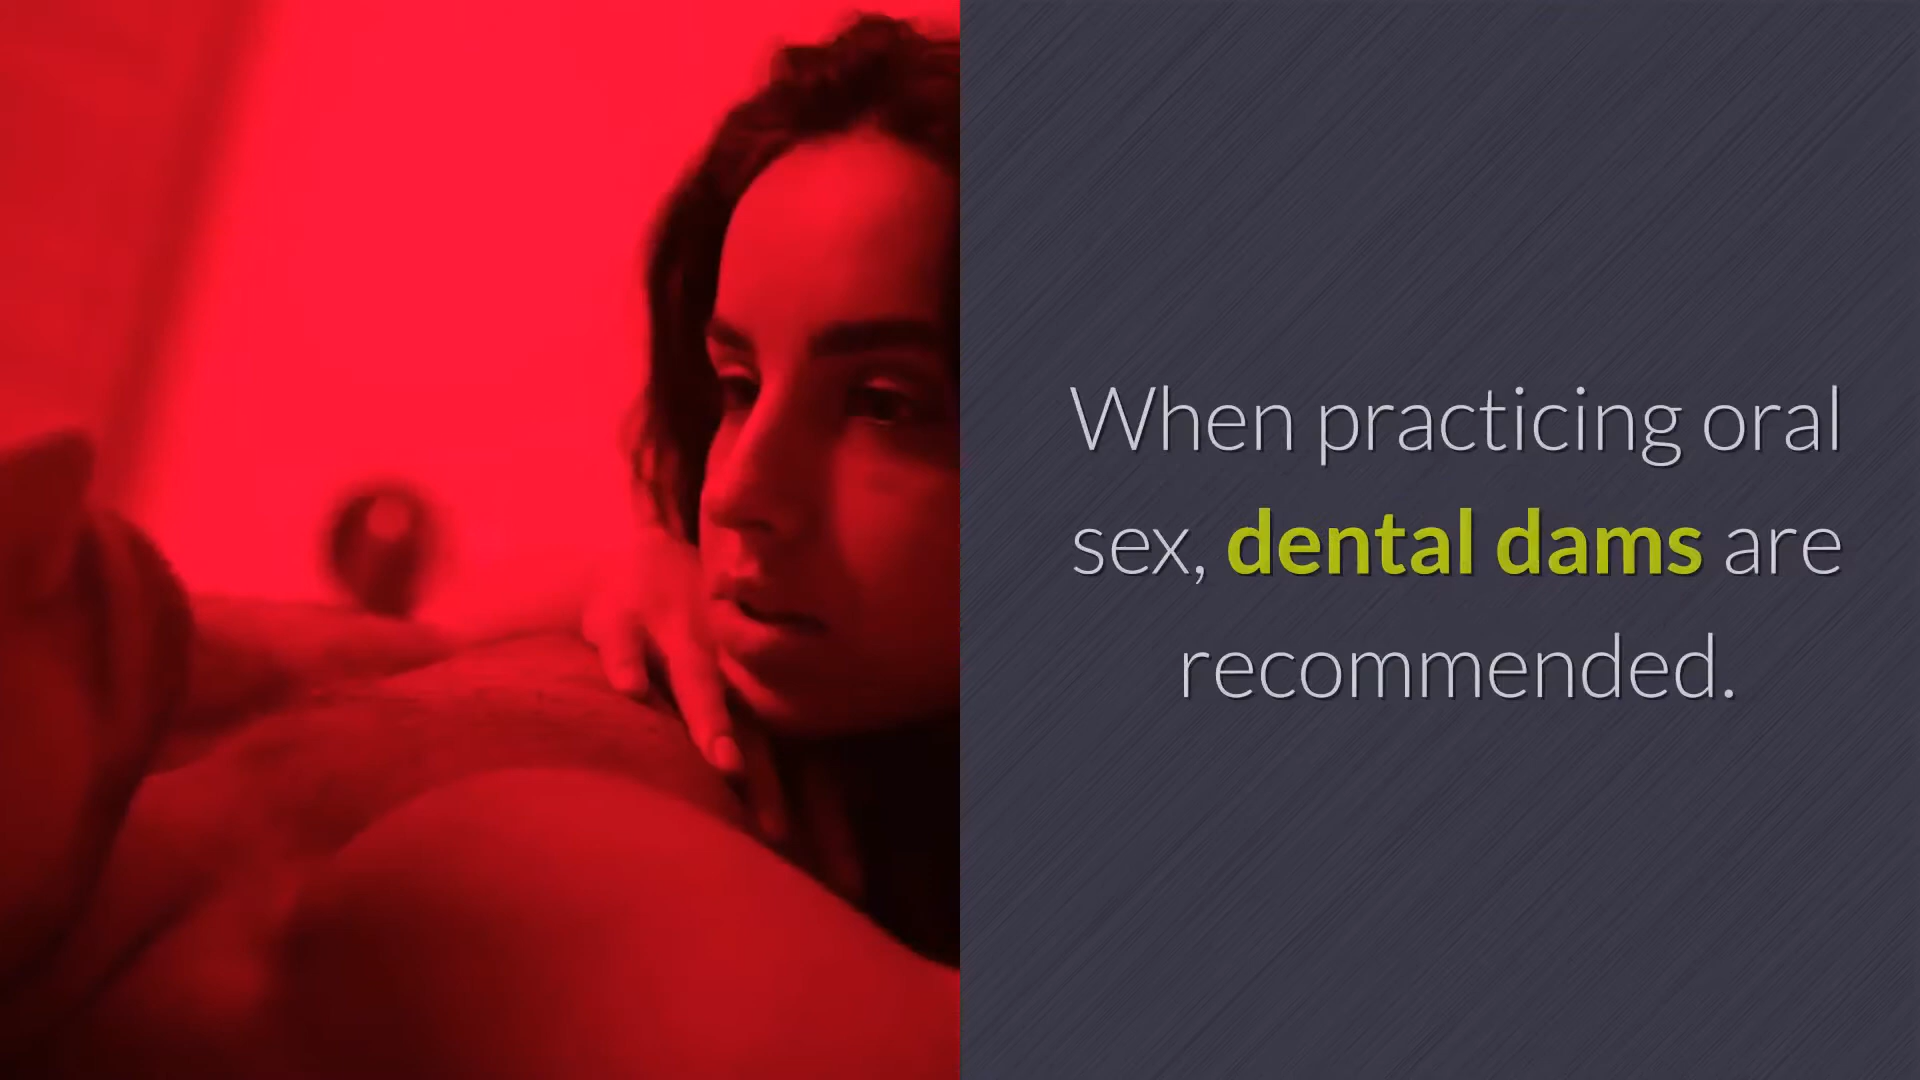 When practicing oral
sex, dental dams are
recommended.